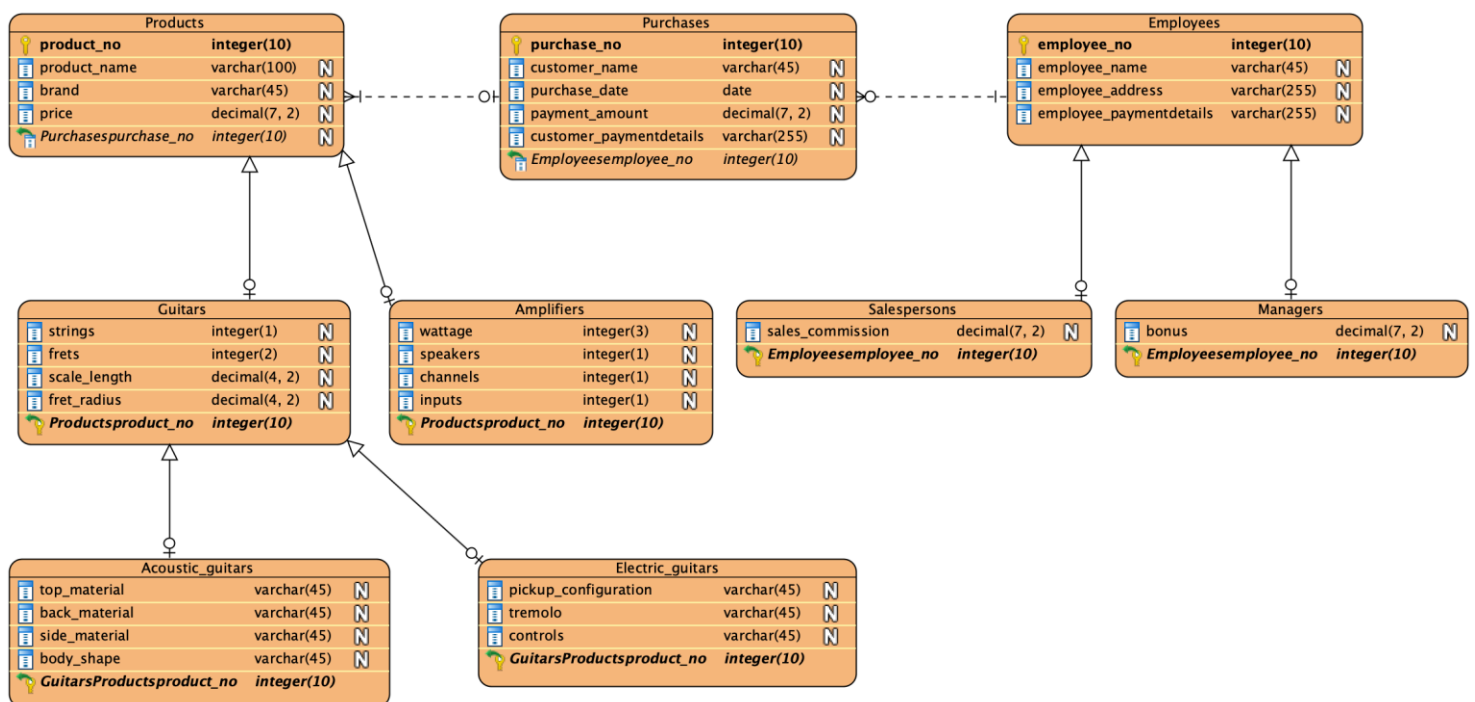 Products
product_no integer(10)
product_name varchar(100) N
brand varchar(45) N
price decimal(7, 2) N
Purchasespurchase_no integer(10) N
Purchases
purchase_no integer(10)
customer_name varchar(45) N
purchase_date date N
payment_amount decimal(7, 2) N
customer_paymentdetails varchar(255) N
Employeesemployee_no integer(10)
Employees
employee_no integer(10)
employee_name varchar(45) N
employee_address varchar(255) N
employee_paymentdetails varchar(255) N
Guitars
strings integer(1) N
frets integer(2) N
scale_length decimal(4, 2) N
fret_radius decimal(4, 2) N
Productsproduct_no integer(10)
Amplifiers
wattage integer(3) N
speakers integer(1) N
channels integer(1) N
inputs integer(1) N
Productsproduct_no integer(10)
Salespersons
sales_commission decimal(7, 2) N
Employeesemployee_no integer(10)
Managers
bonus decimal(7, 2) N
Employeesemployee_no integer(10)
Acoustic_guitars
top_material varchar(45) N
back_material varchar(45) N
side_material varchar(45) N
body_shape varchar(45) N
GuitarsProductsproduct_no integer(10)
Electric_guitars
pickup_configuration varchar(45) N
tremolo varchar(45) N
controls varchar(45) N
GuitarsProductsproduct_no integer(10)